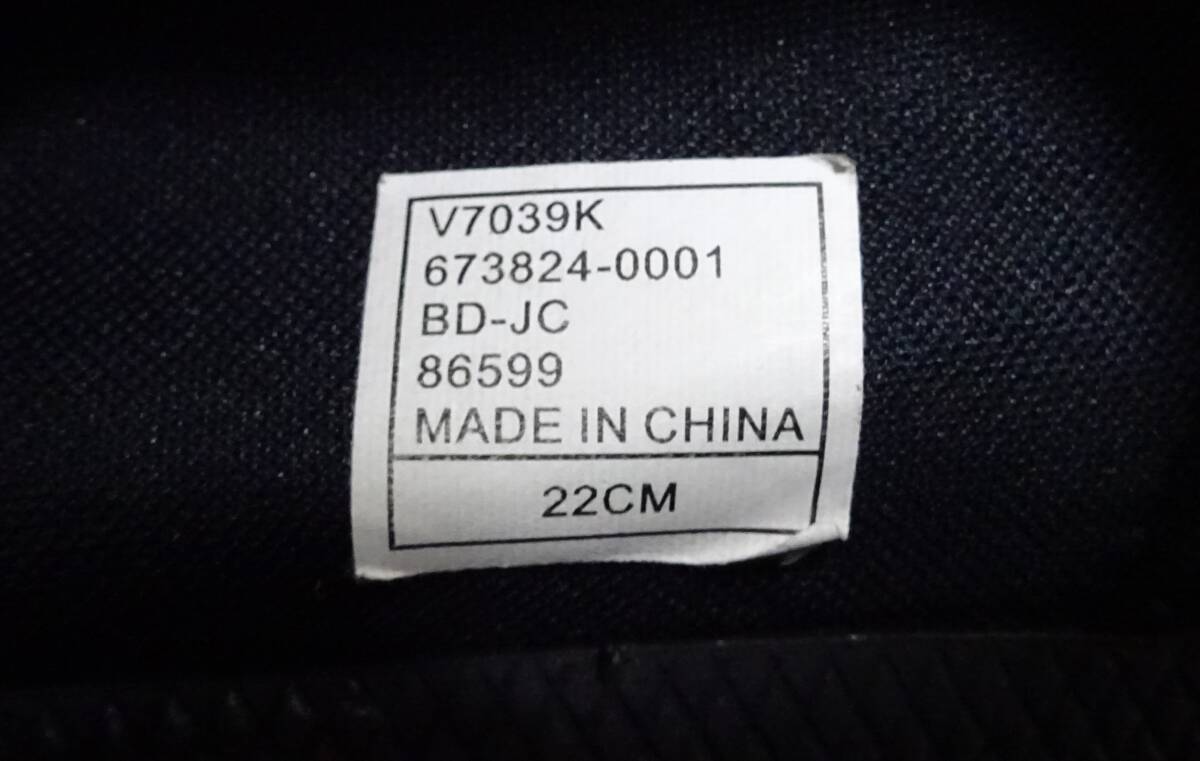 V7039K
673824-0001
BD-JC
86599
MADE IN CHINA
22CM